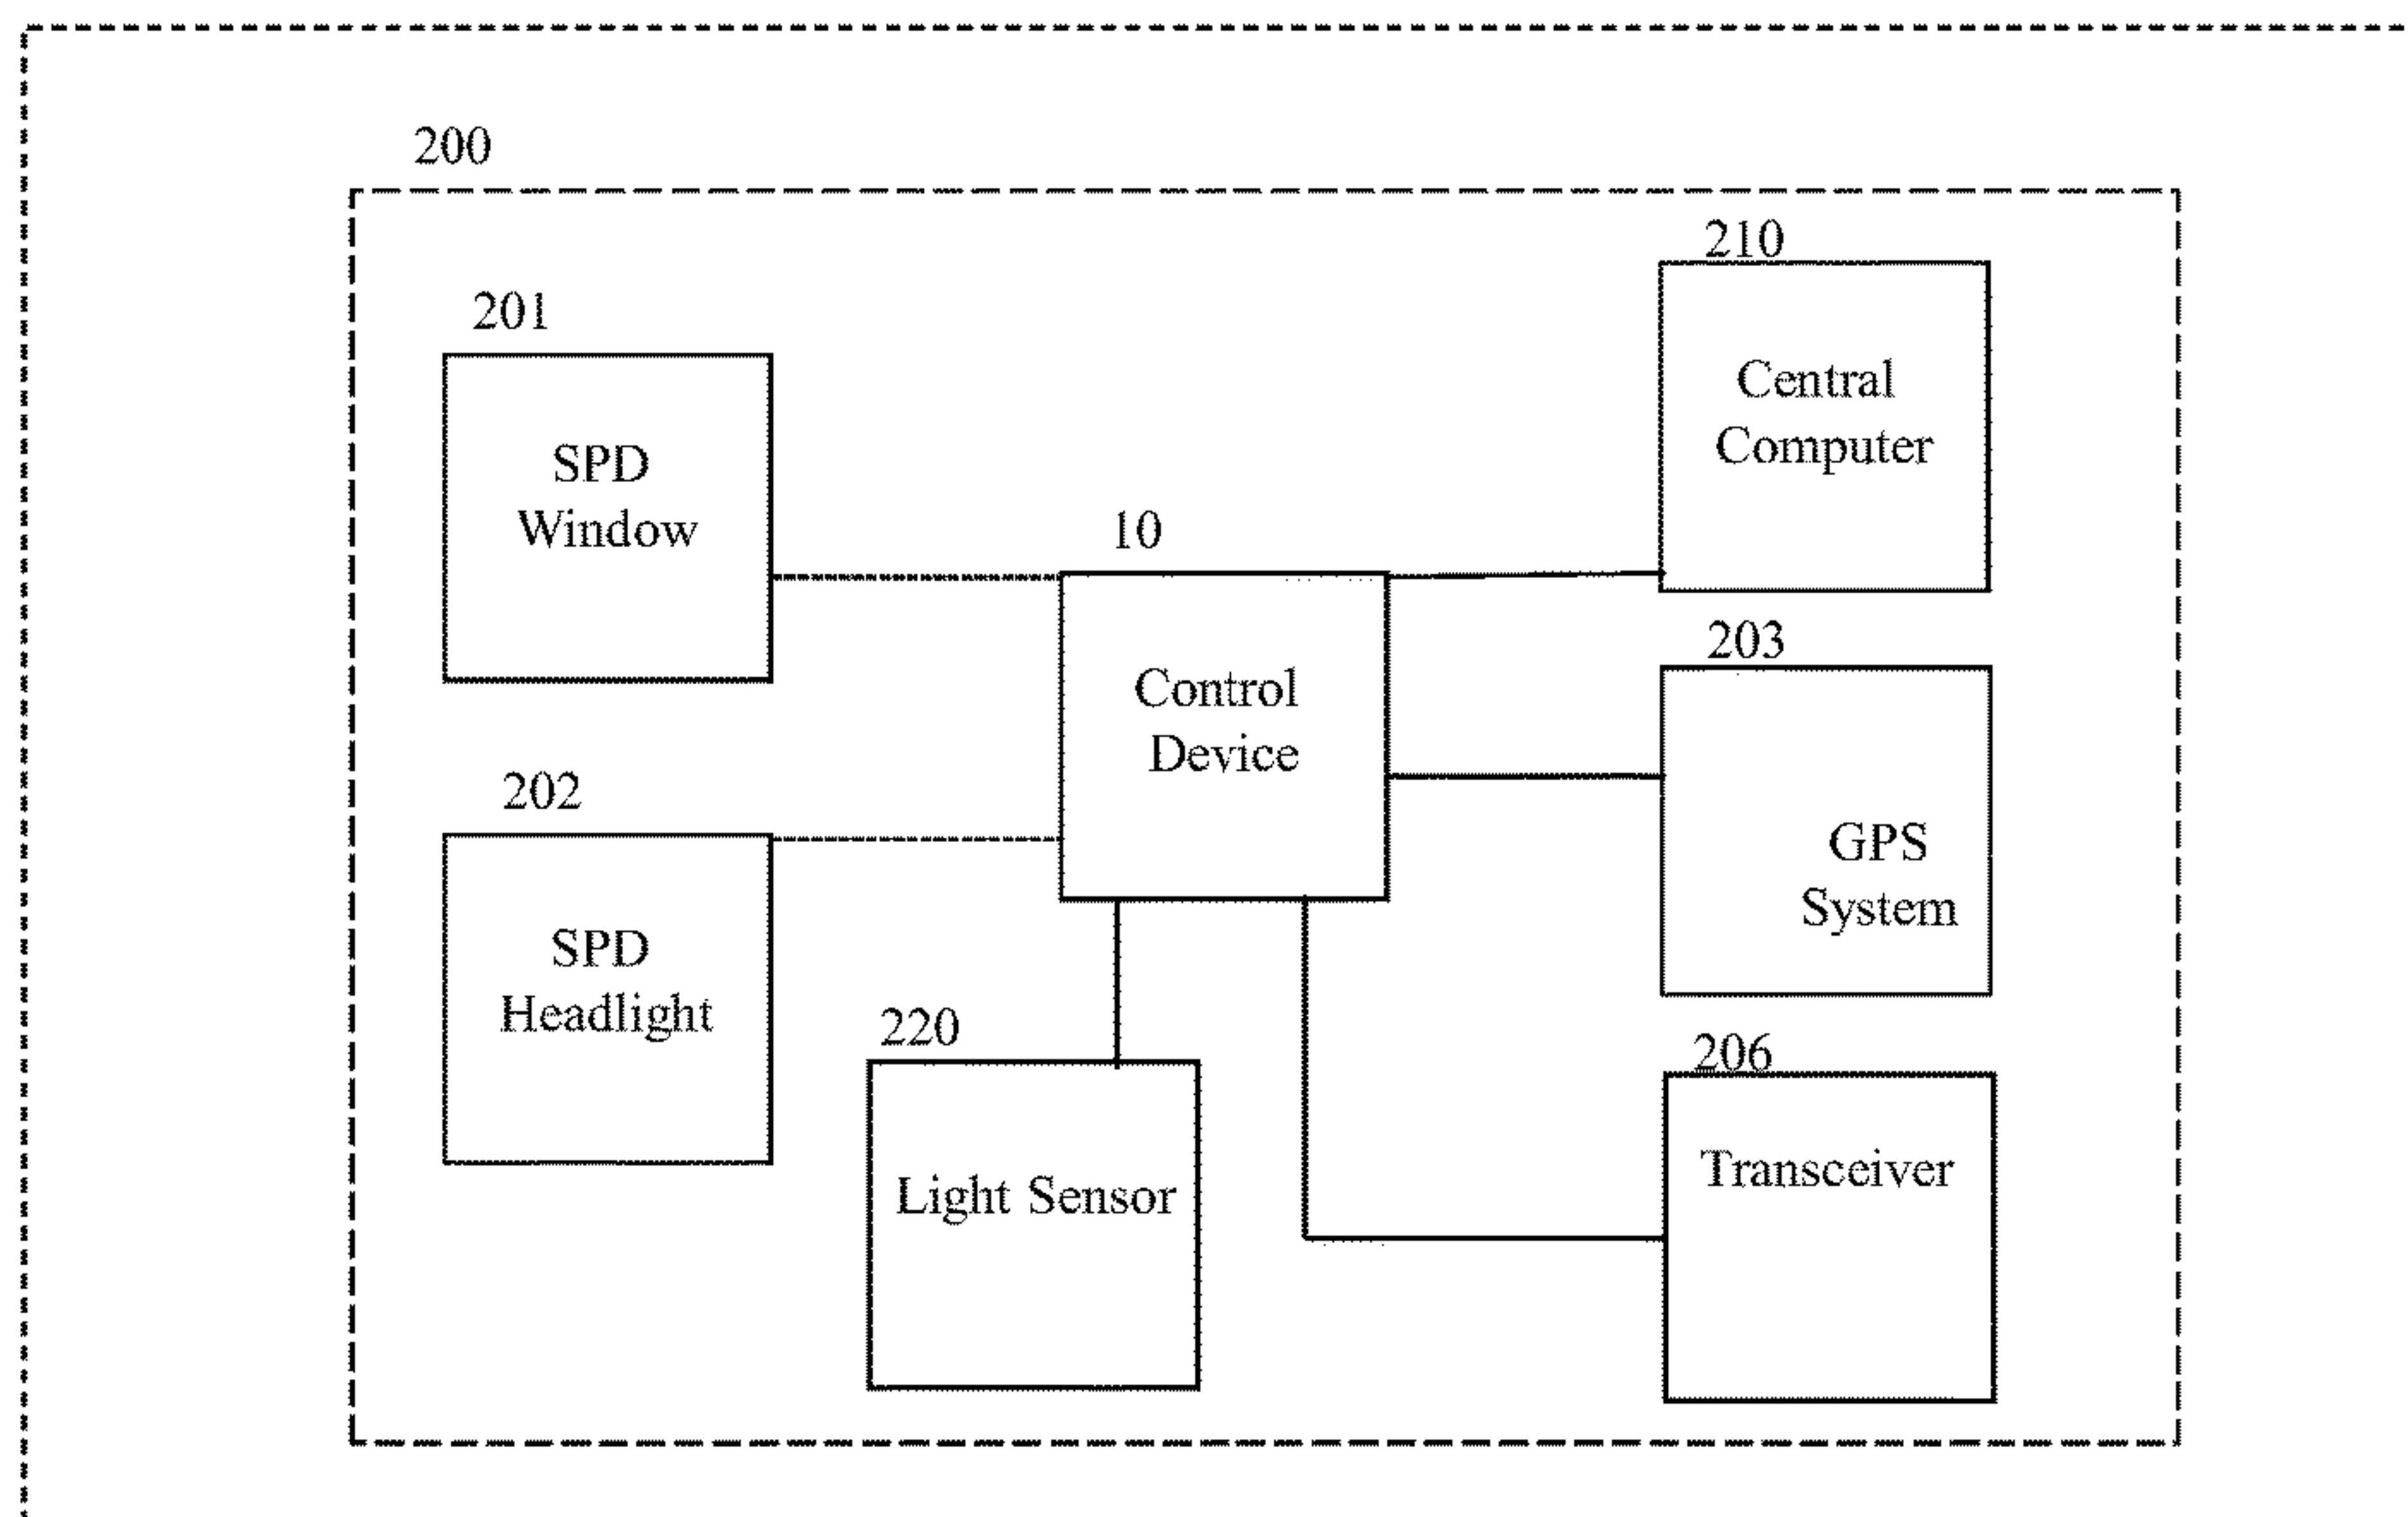 200
210
Central
Computer
201
SPD
Window
10
Control
Device
203
GPS
System
202
SPD
Headlight
220
Light Sensor
206
Transceiver